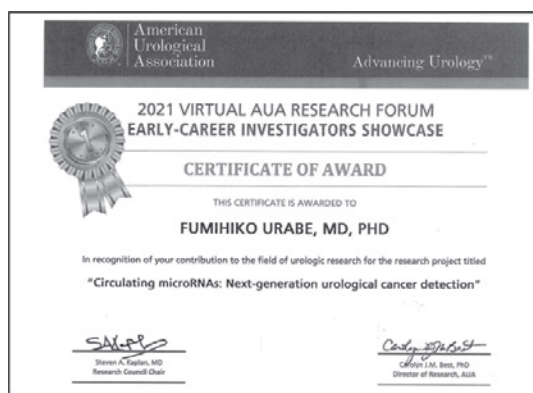 American
Urological
Association
Advancing Urology™
2021 VIRTUAL AUA RESEARCH FORUM
EARLY-CAREER INVESTIGATORS SHOWCASE
CERTIFICATE OF AWARD
THIS CERTIFICATE IS AWARDED TO
FUMIHIKO URABE, MD, PHD
In recognition of your contribution to the field of urologic research for the research project titled
"Circulating microRNAs: Next-generation urological cancer detection"
Steven A. Kaplan, MD
Research Council Chair
Carolyn J.M. Best, PhD
Director of Research, AUA